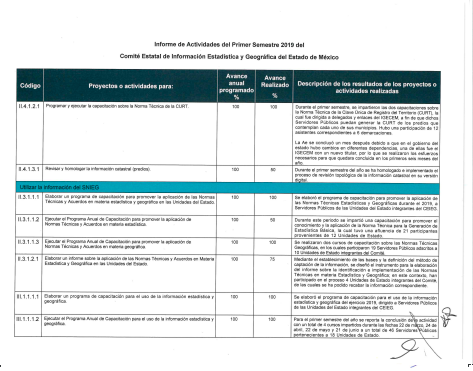 Informe de Actividades del Primer Semestre 2019 del
Comité Estatal de Información Estadística y Geográfica del Estado de México
Código
Proyectos o actividades para:
Avance
anual
programado
%
Avance
Realizado
%
Descripción de los resultados de los proyectos o
actividades realizadas
II.4.1.2.1
Programar y ejecutar la capacitación sobre la Norma Técnica de la CURT.
100
100
Durante el primer semestre, se impartieron las dos capacitaciones sobre
la Norma Técnica de la Clave Única de Registro del Territorio (CURT), la
cual fue dirigida a delegados y enlaces del IGECEM, a fin de que dichos
Servidores Públicos puedan generar la CURT de los predios que
contemplan cada uno de sus municipios. Hubo una participación de 12
asistentes correspondientes a 6 demarcaciones.
La se concluyó un mes después debido a que en el gobierno del
estado hubo cambios en diferentes dependencias, una de ellas fue el
IGECEM con un nuevo titular, por lo que se realizaron los esfuerzos
necesarios para que quedara concluida en los primeros seis meses del
año.
II.4.1.3.1
Revisar y homologar la información catastral (predios).
100
50
Durante el primer semestre del año se ha homologado e implementado el
proceso de revisión topológica de la información catastral en su versión
digital.
Utilizar la información del SNIEG
II.3.1.1.1
Elaborar un programa de capacitación para promover la aplicación de las Normas
Técnicas y Acuerdos en materia estadística y geográfica en las Unidades del Estado.
100
100
Se elaboró el programa de capacitación para promover la aplicación de
las Normas Técnicas Estadísticas y Geográficas durante el 2019, a
Servidores Públicos de las Unidades del Estado integrantes del CEIEG.
II.3.1.1.2
Ejecutar el Programa Anual de Capacitación para promover la aplicación de
Normas Técnicas y Acuerdos en materia estadística.
100
50
Durante este periodo se impartió una capacitación para promover el
conocimiento y la aplicación de la Norma Técnica para la Generación de
Estadística Básica, la cual tuvo una afluencia de 21 participantes
provenientes de 12 Unidades de Estado.
II.3.1.1.3
Ejecutar el Programa Anual de Capacitación para promover la aplicación de
Normas Técnicas y Acuerdos en materia geográfica.
100
100
Se realizaron dos cursos de capacitación sobre las Normas Técnicas
Geográficas, en los cuales participaron 19 Servidores Públicos adscritos a
10 Unidades de Estado integrantes del Comité.
II.3.1.2.1
Elaborar un informe sobre las Normas Técnicas y Acuerdos en Materia
Estadística y Geográfica en las Unidades del Estado.
100
75
Mediante el establecimiento de las bases y la definición del método de
captación de la información, se diseñó el instrumento para la elaboración
del informe sobre la identificación e implementación de las Normas
Técnicas en materia Estadística y Geográfica; en este contexto, han
participado en el proceso 4 Unidades de Estado integrantes del Comité
de las cuales se ha podido recabar la información correspondiente.
III.1.1.1.1
Elaborar un programa de capacitación para el uso de la información estadística y
geográfica.
100
100
Se elaboró el programa de capacitación para el uso de la información
estadística y geográfica del ejercicio 2019, dirigido a Servidores Públicos
de las Unidades del Estado integrantes del CEIEG.
III.1.1.1.2
Ejecutar el Programa Anual de Capacitación para el uso de la información estadística y
geográfica.
100
100
Para el primer semestre del año se reporta la conclusión de la actividad
con un total de 4 cursos impartidos durante las fechas 22 de marzo, 24 de
abril, 22 de mayo y 21 de junio a un total de 46 Servidores Públicos
pertenecientes a 18 Unidades de Estado.